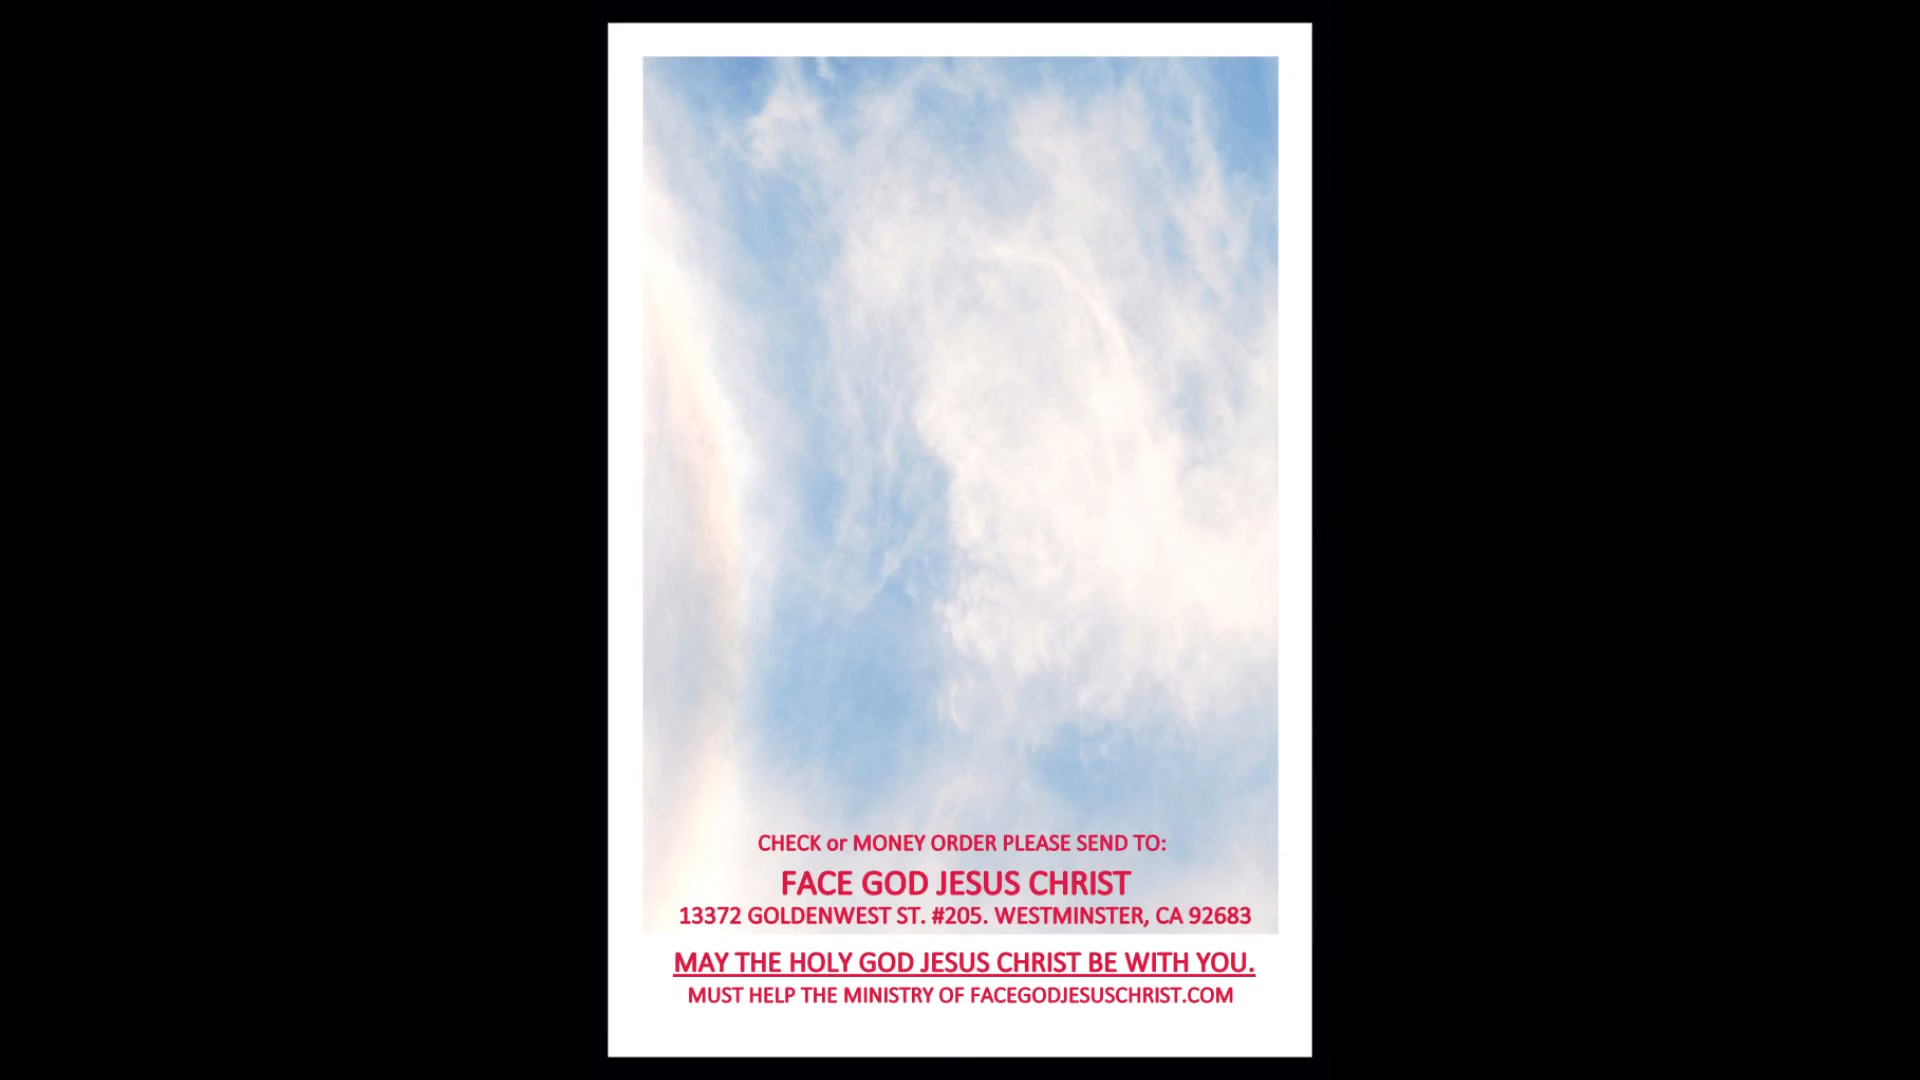 CHECK or MONEY ORDER PLEASE SEND TO:
FACE GOD JESUS CHRIST
13372 GOLDENWEST ST. #205. WESTMINSTER, CA 92683
MAY THE HOLY GOD JESUS CHRIST BE WITH YOU.
MUST HELP THE MINISTRY OF FACEGODJESUSCHRIST.COM